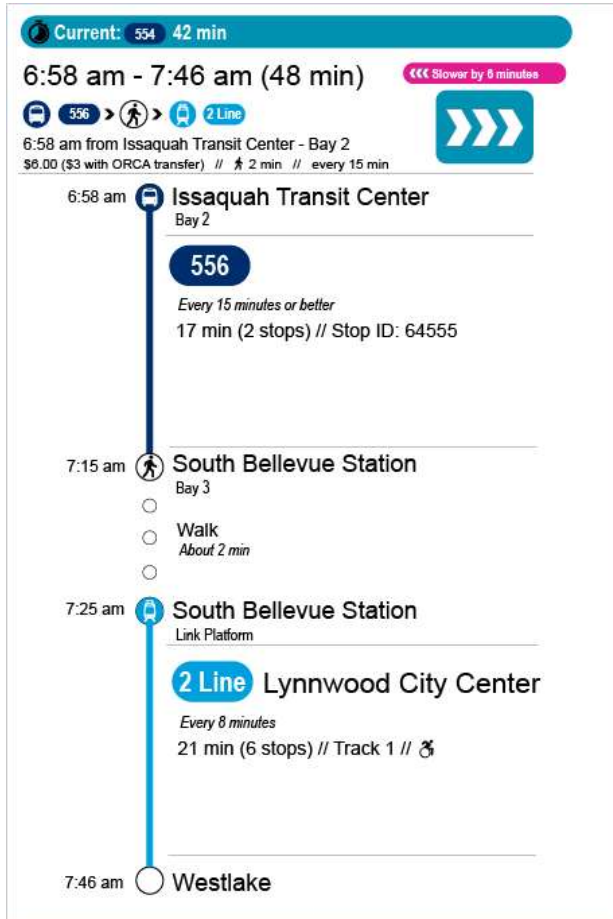 Current: 554 42 min
6:58 am - 7:46 am (48 min)
Slower by 6 minutes
556 > > 2 Line
6:58 am from Issaquah Transit Center - Bay 2
$6.00 ($3 with ORCA transfer) // 2 min // every 15 min
6:58 am Issaquah Transit Center
Bay 2
556
Every 15 minutes or better
17 min (2 stops) // Stop ID: 64555
7:15 am South Bellevue Station
Bay 3
Walk
About 2 min
7:25 am South Bellevue Station
Link Platform
2 Line Lynnwood City Center
Every 8 minutes
21 min (6 stops) // Track 1 //
7:46 am Westlake